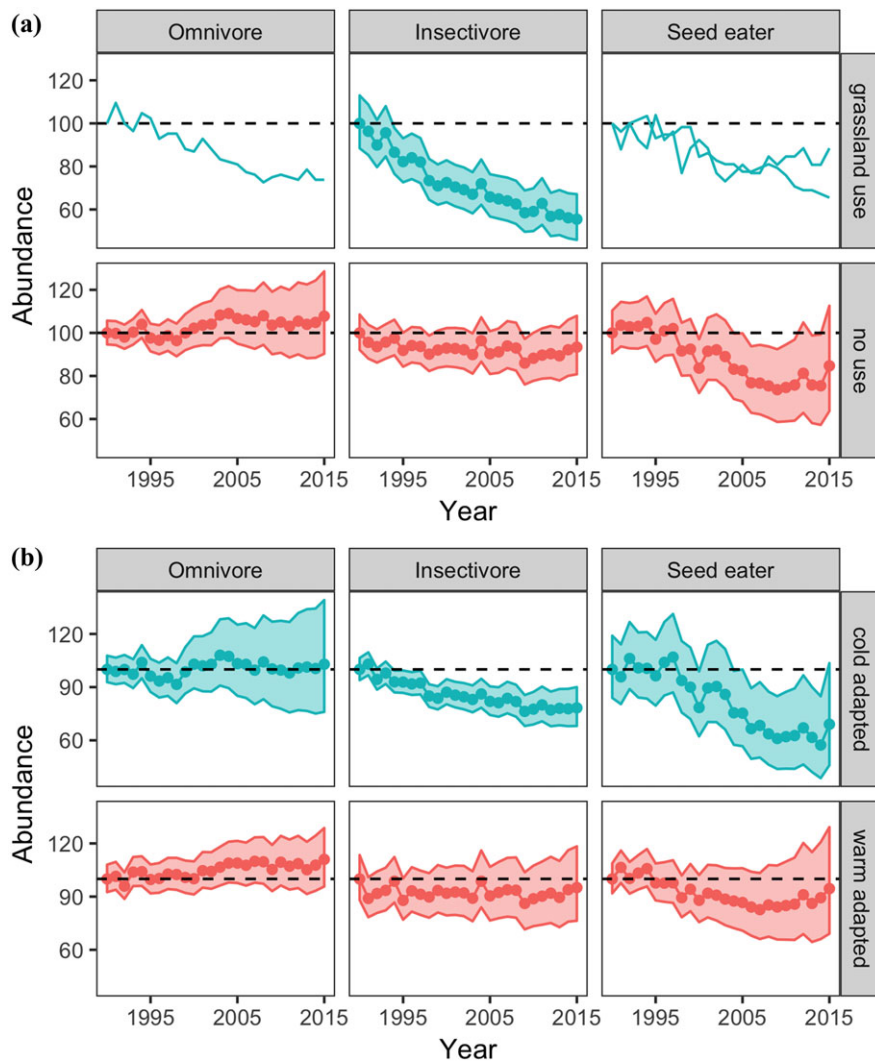 (a)
Omnivore Insectivore Seed eater
120
100
80
60
grassland use
Abundance
120
100
80
60
no use
1995 2005 2015 1995 2005 2015 1995 2005 2015
Year
(b)
Omnivore Insectivore Seed eater
120
90
60
cold adapted
Abundance
120
90
60
warm adapted
1995 2005 2015 1995 2005 2015 1995 2005 2015
Year